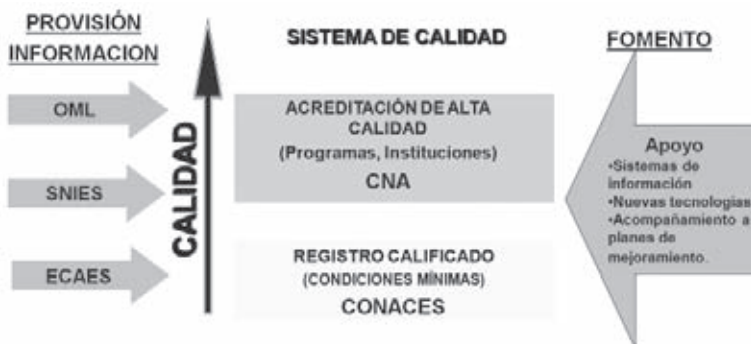 PROVISIÓN
INFORMACION
OML
SNIES
ECAES
CALIDAD
SISTEMA DE CALIDAD
ACREDITACIÓN DE ALTA
CALIDAD
(Programas, Instituciones)
CNA
REGISTRO CALIFICADO
(CONDICIONES MÍNIMAS)
CONACES
FOMENTO
Apoyo
•Sistemas de
información
•Nuevas tecnologias
•Acompañamiento a
planes de
mejoramiento.